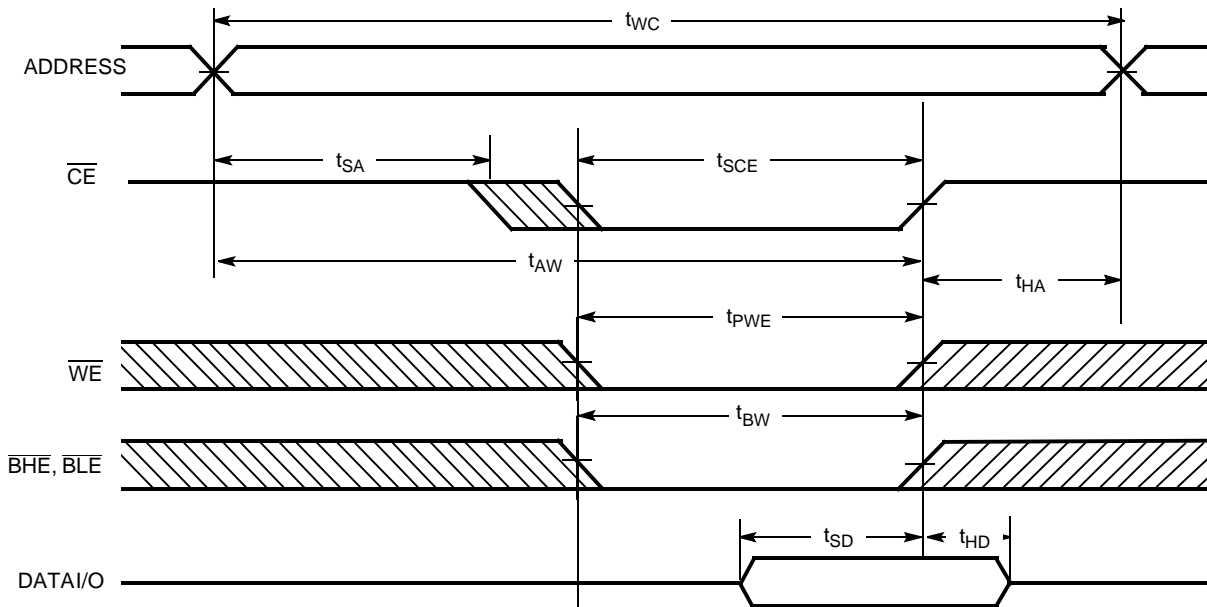 tWC
ADDRESS
tSA
tSCE
CE
tAW
tHA
tPWE
WE
tBW
BHE, BLE
tSD
tHD
DATAI/O